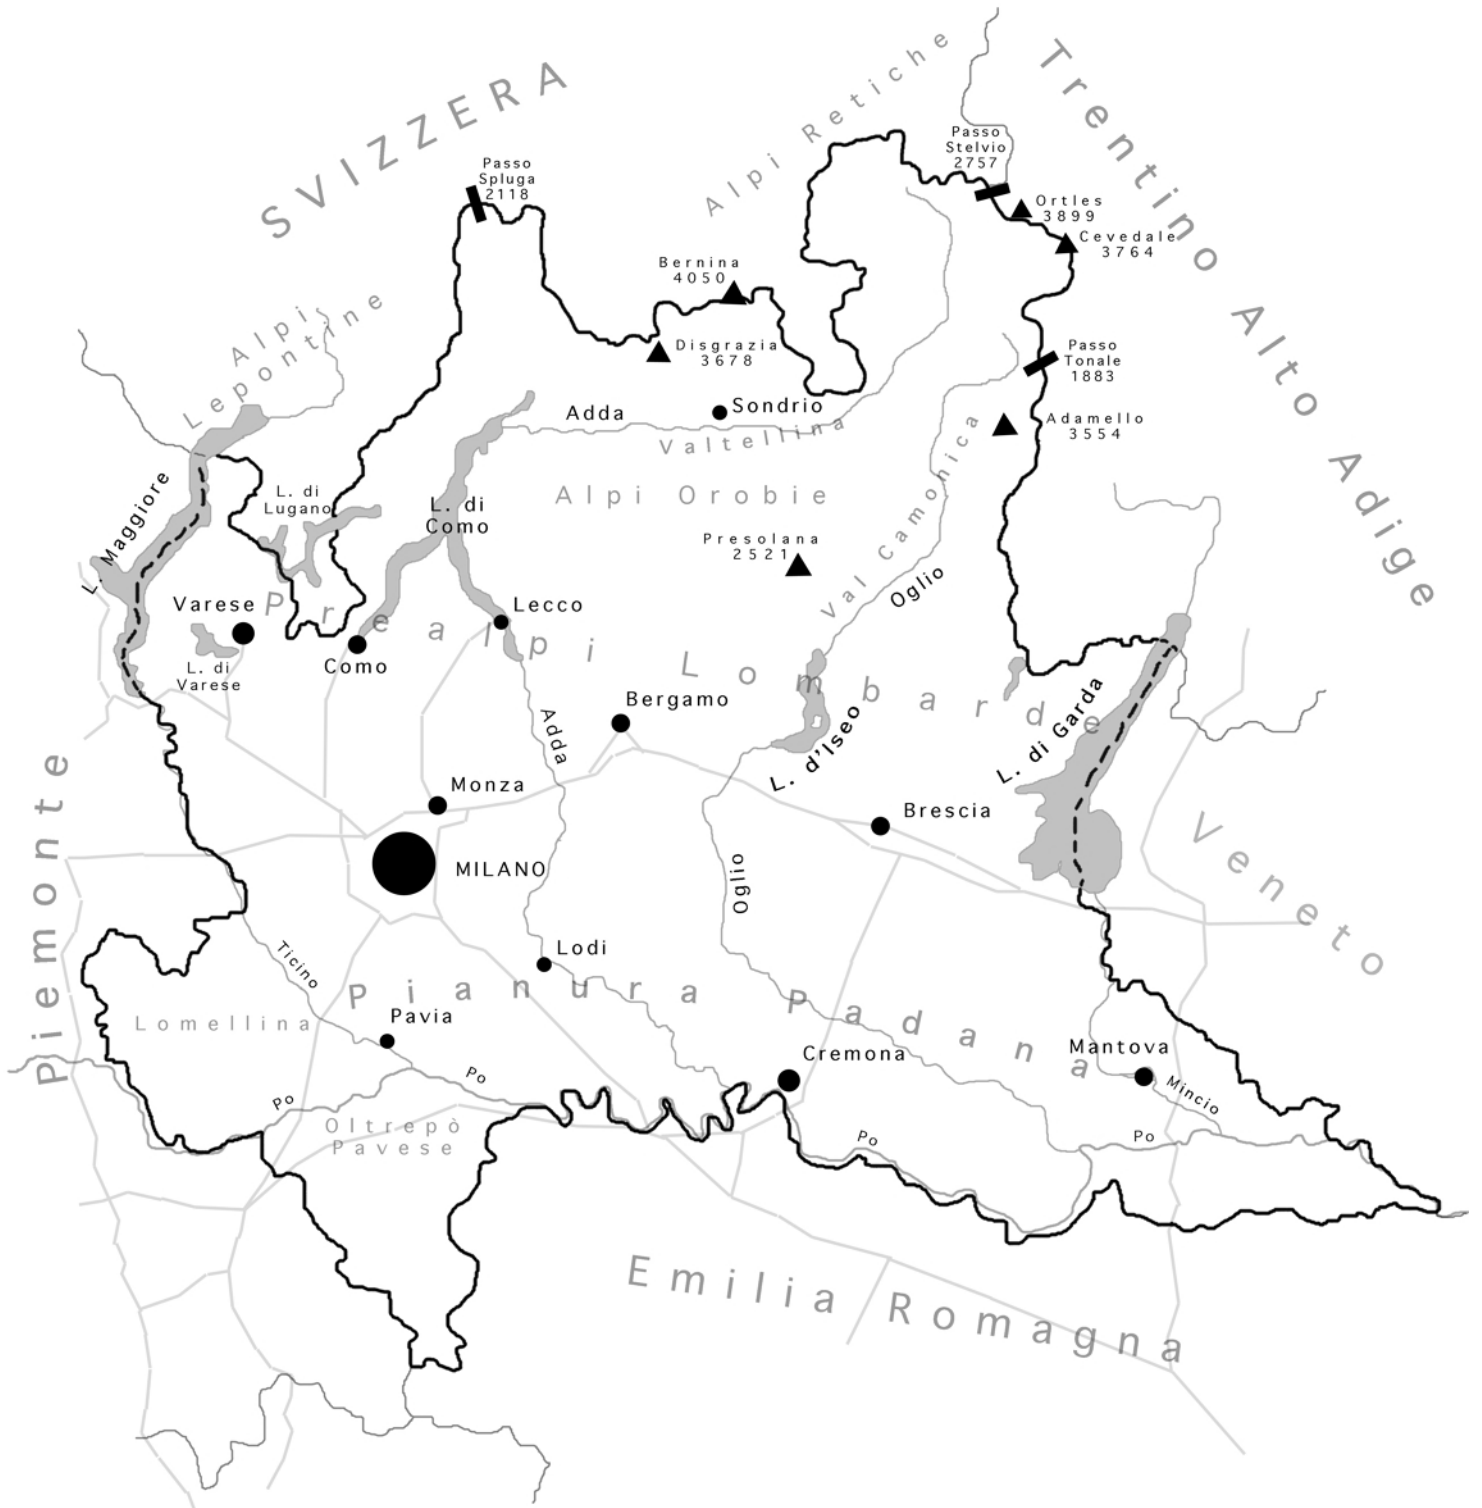 SVIZZERA
Alpi Retiche
Trentino Alto Adige
Passo
Stelvio
2757
Passo
Spluga
2118
Ortles
3899
Cevedale
3764
Bernina
4050
Alpi
Lepontine
Disgrazia
3678
Passo
Tonale
1883
Adda
Sondrio
Valtellina
Adamello
3554
L. Maggiore
L. di
Lugano
L. di
Como
Alpi Orobie
Val Camonica
Presolana
2521
Oglio
Varese
Lecco
Prealpi Lombarde
Como
L. di
Varese
Bergamo
Adda
L. d'Iseo
L. di Garda
Piemonte
Monza
Brescia
Veneto
MILANO
Oglio
Lodi
Ticino
Pianura Padana
Lomellina
Pavia
Cremona
Mantova
Po
Po
Mincio
Oltrepò
Pavese
Po
Po
Emilia Romagna